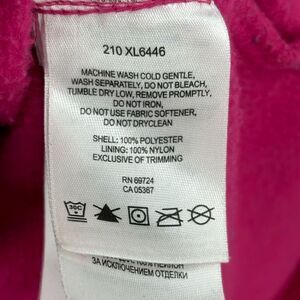 210 XL6446
MACHINE WASH COLD GENTLE,
WASH SEPARATELY, DO NOT BLEACH,
TUMBLE DRY LOW, REMOVE PROMPTLY,
DO NOT IRON,
DO NOT USE FABRIC SOFTENER,
DO NOT DRYCLEAN
SHELL: 100% POLYESTER
LINING: 100% NYLON
EXCLUSIVE OF TRIMMING
RN 69724
CA 05367
30C
100% НЕЙЛОН
ЗА ИСКЛЮЧЕНИЕМ ОТДЕЛКИ